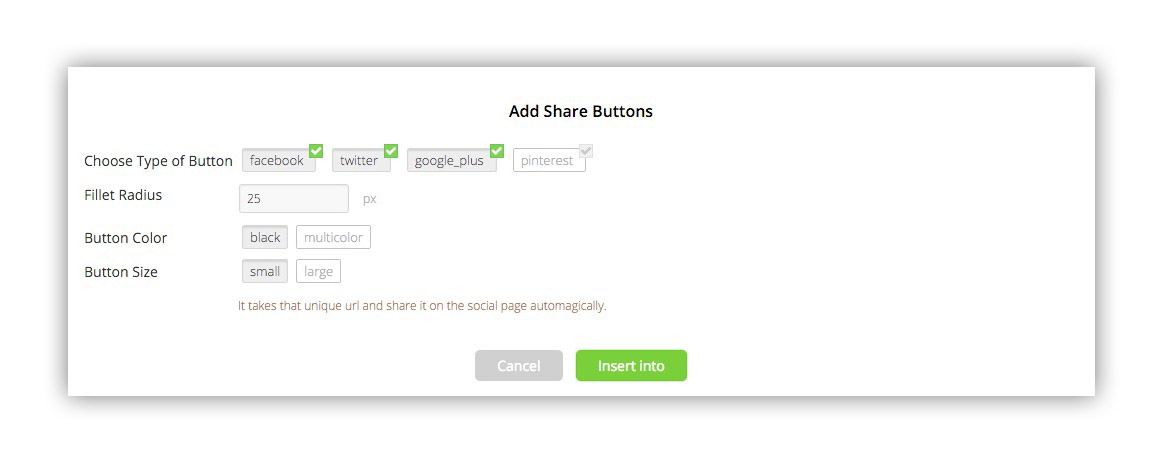 Add Share Buttons
Choose Type of Button facebook twitter google_plus pinterest
Fillet Radius 25 px
Button Color black multicolor
Button Size small large
It takes that unique url and share it on the social page automagically.
Cancel Insert into